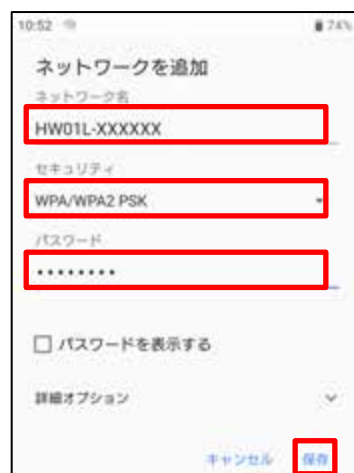 10:52 74%
ネットワークを追加
ネットワーク名
HW01L-XXXXXX
セキュリティ
WPA/WPA2 PSK
パスワード
••••••••
パスワードを表示する
詳細オプション
キャンセル 保存